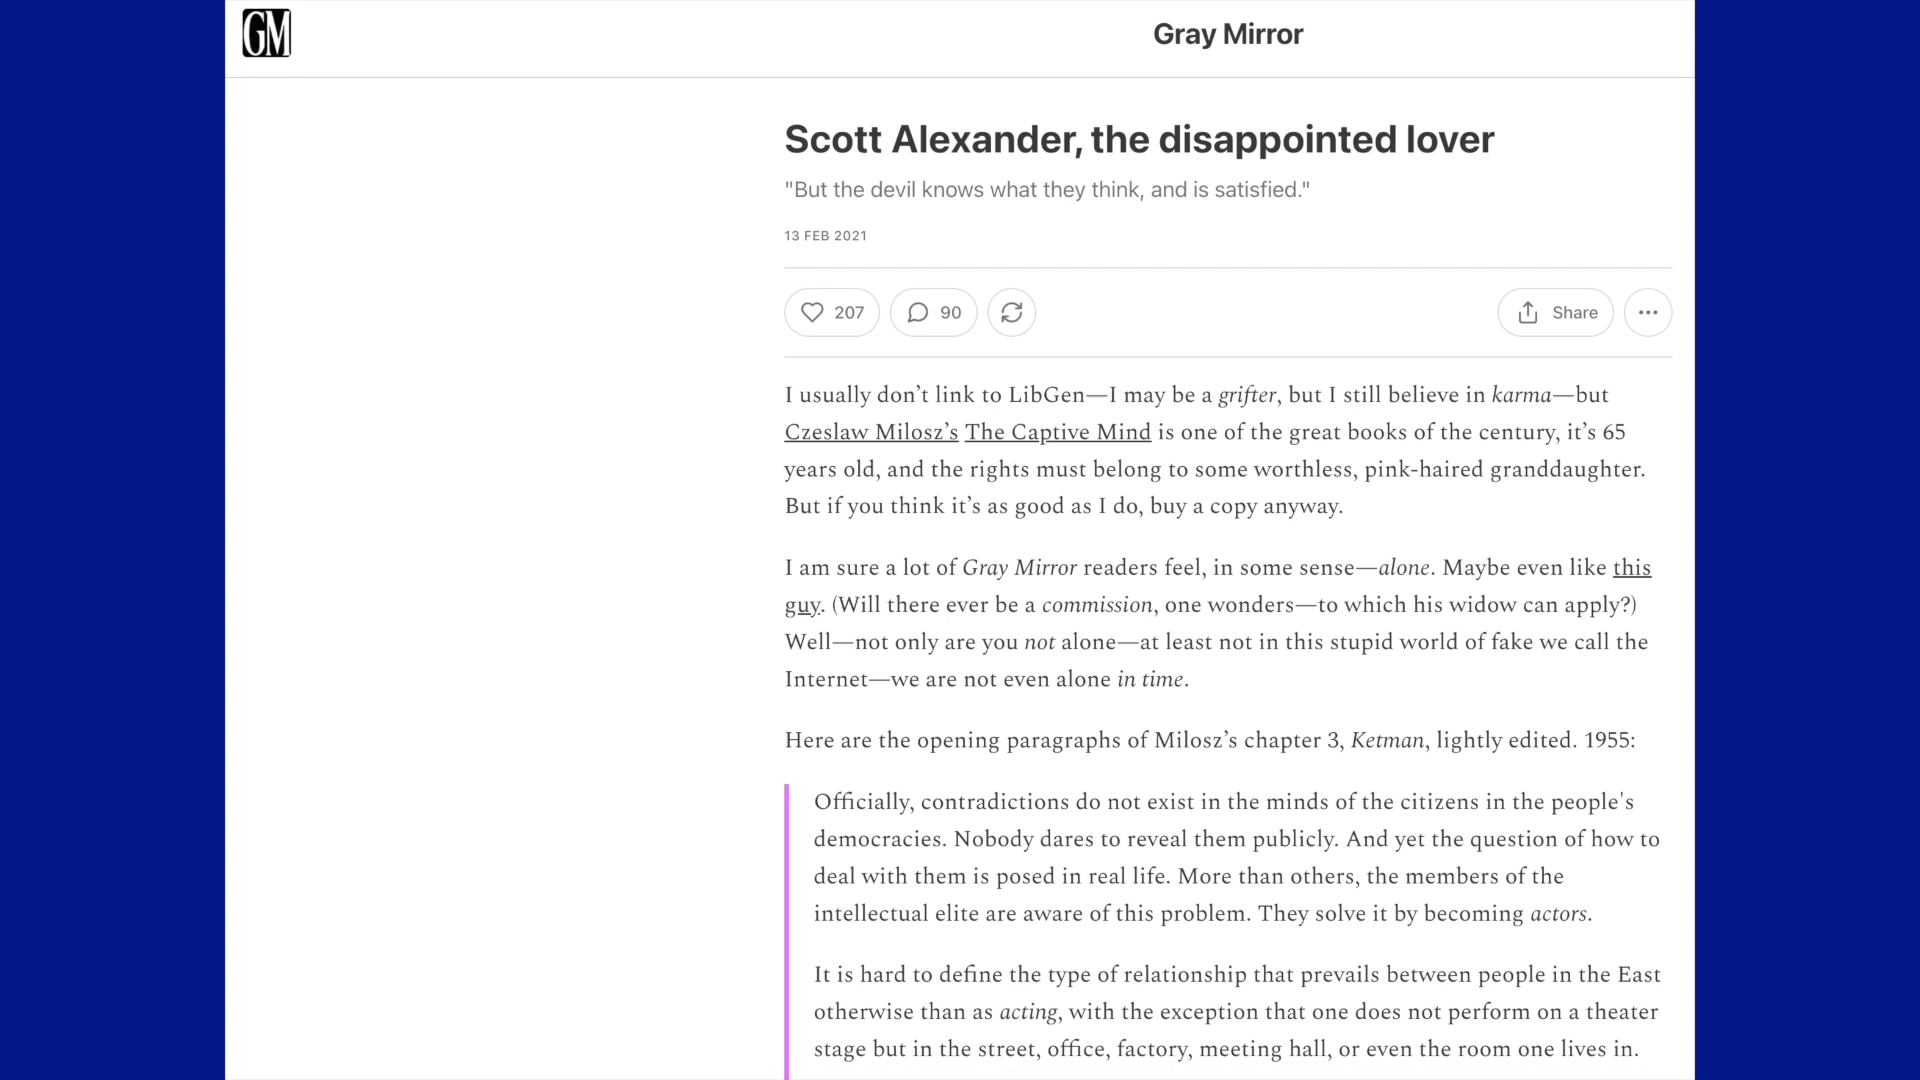 GM
Gray Mirror
Scott Alexander, the disappointed lover
"But the devil knows what they think, and is satisfied."
13 FEB 2021
207
90
Share
I usually don’t link to LibGen—I may be a grifter, but I still believe in karma—but
Czeslaw Milosz’s The Captive Mind is one of the great books of the century, it’s 65
years old, and the rights must belong to some worthless, pink-haired granddaughter.
But if you think it’s as good as I do, buy a copy anyway.
I am sure a lot of Gray Mirror readers feel, in some sense—alone. Maybe even like this
guy. (Will there ever be a commission, one wonders—to which his widow can apply?)
Well—not only are you not alone—at least not in this stupid world of fake we call the
Internet—we are not even alone in time.
Here are the opening paragraphs of Milosz’s chapter 3, Ketman, lightly edited. 1955:
Officially, contradictions do not exist in the minds of the citizens in the people's
democracies. Nobody dares to reveal them publicly. And yet the question of how to
deal with them is posed in real life. More than others, the members of the
intellectual elite are aware of this problem. They solve it by becoming actors.
It is hard to define the type of relationship that prevails between people in the East
otherwise than as acting, with the exception that one does not perform on a theater
stage but in the street, office, factory, meeting hall, or even the room one lives in.